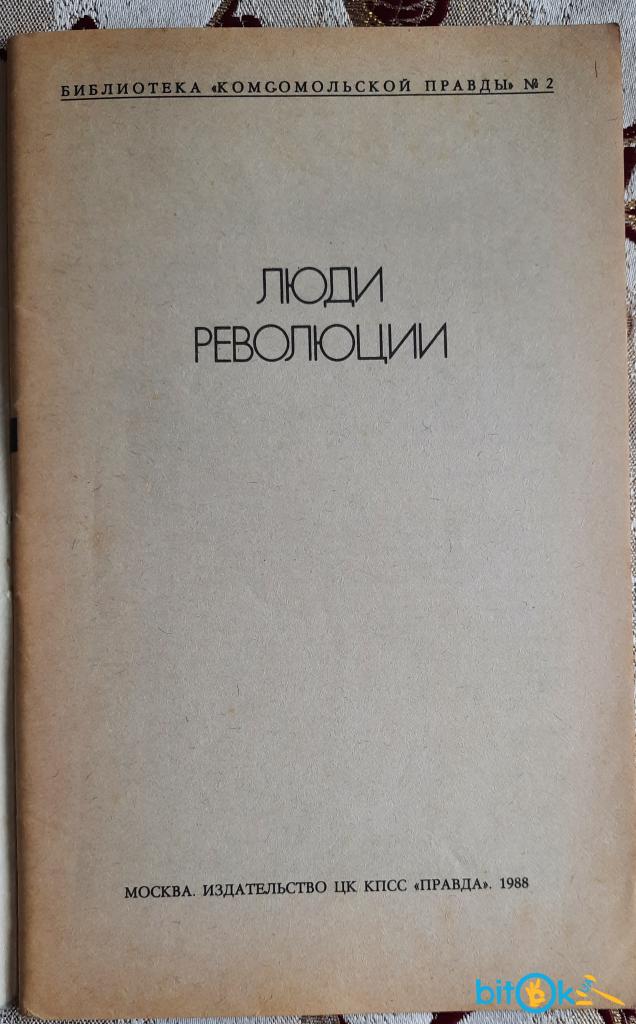 БИБЛИОТЕКА «КОМСОМОЛЬСКОЙ ПРАВДЫ» № 2
ЛЮДИ
РЕВОЛЮЦИИ
МОСКВА. ИЗДАТЕЛЬСТВО ЦК КПСС «ПРАВДА». 1988
bitOk